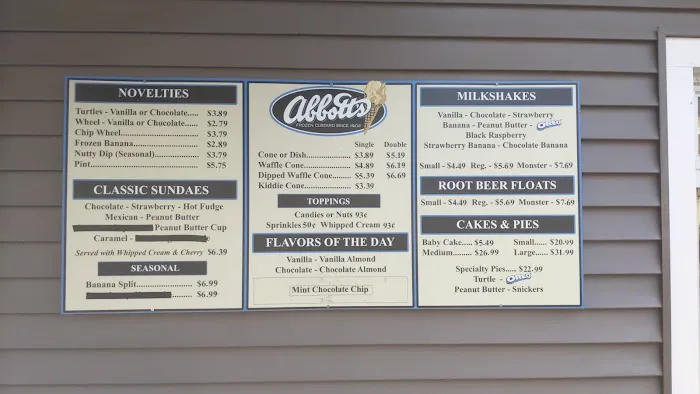 NOVELTIES
Turtles - Vanilla or Chocolate..... $3.89
Wheel - Vanilla or Chocolate..... $2.79
Chip Wheel........................ $3.79
Frozen Banana..................... $2.89
Nutty Dip (Seasonal)............. $3.79
Pint.................................. $5.75
CLASSIC SUNDAES
Chocolate - Strawberry - Hot Fudge
Mexican - Peanut Butter
Peanut Butter Cup
Caramel -
Served with Whipped Cream & Cherry $6.39
SEASONAL
Banana Split..................... $6.99
......... $6.99
Abbott's
FROZEN CUSTARD SINCE 1902
Single Double
Cone or Dish................... $3.89 $5.19
Waffle Cone.................... $4.89 $6.19
Dipped Waffle Cone........ $5.39 $6.69
Kiddie Cone.................... $3.39
TOPPINGS
Candies or Nuts 93¢
Sprinkles 50¢ Whipped Cream 93¢
FLAVORS OF THE DAY
Vanilla - Vanilla Almond
Chocolate - Chocolate Almond
Mint Chocolate Chip
MILKSHAKES
Vanilla - Chocolate - Strawberry
Banana - Peanut Butter - OREO
Black Raspberry
Strawberry Banana - Chocolate Banana
Small - $4.49 Reg. - $5.69 Monster - $7.69
ROOT BEER FLOATS
Small - $4.49 Reg. - $5.69 Monster - $7.69
CAKES & PIES
Baby Cake..... $5.49 Small..... $20.99
Medium......... $26.99 Large..... $31.99
Specialty Pies..... $22.99
Turtle - OREO
Peanut Butter - Snickers